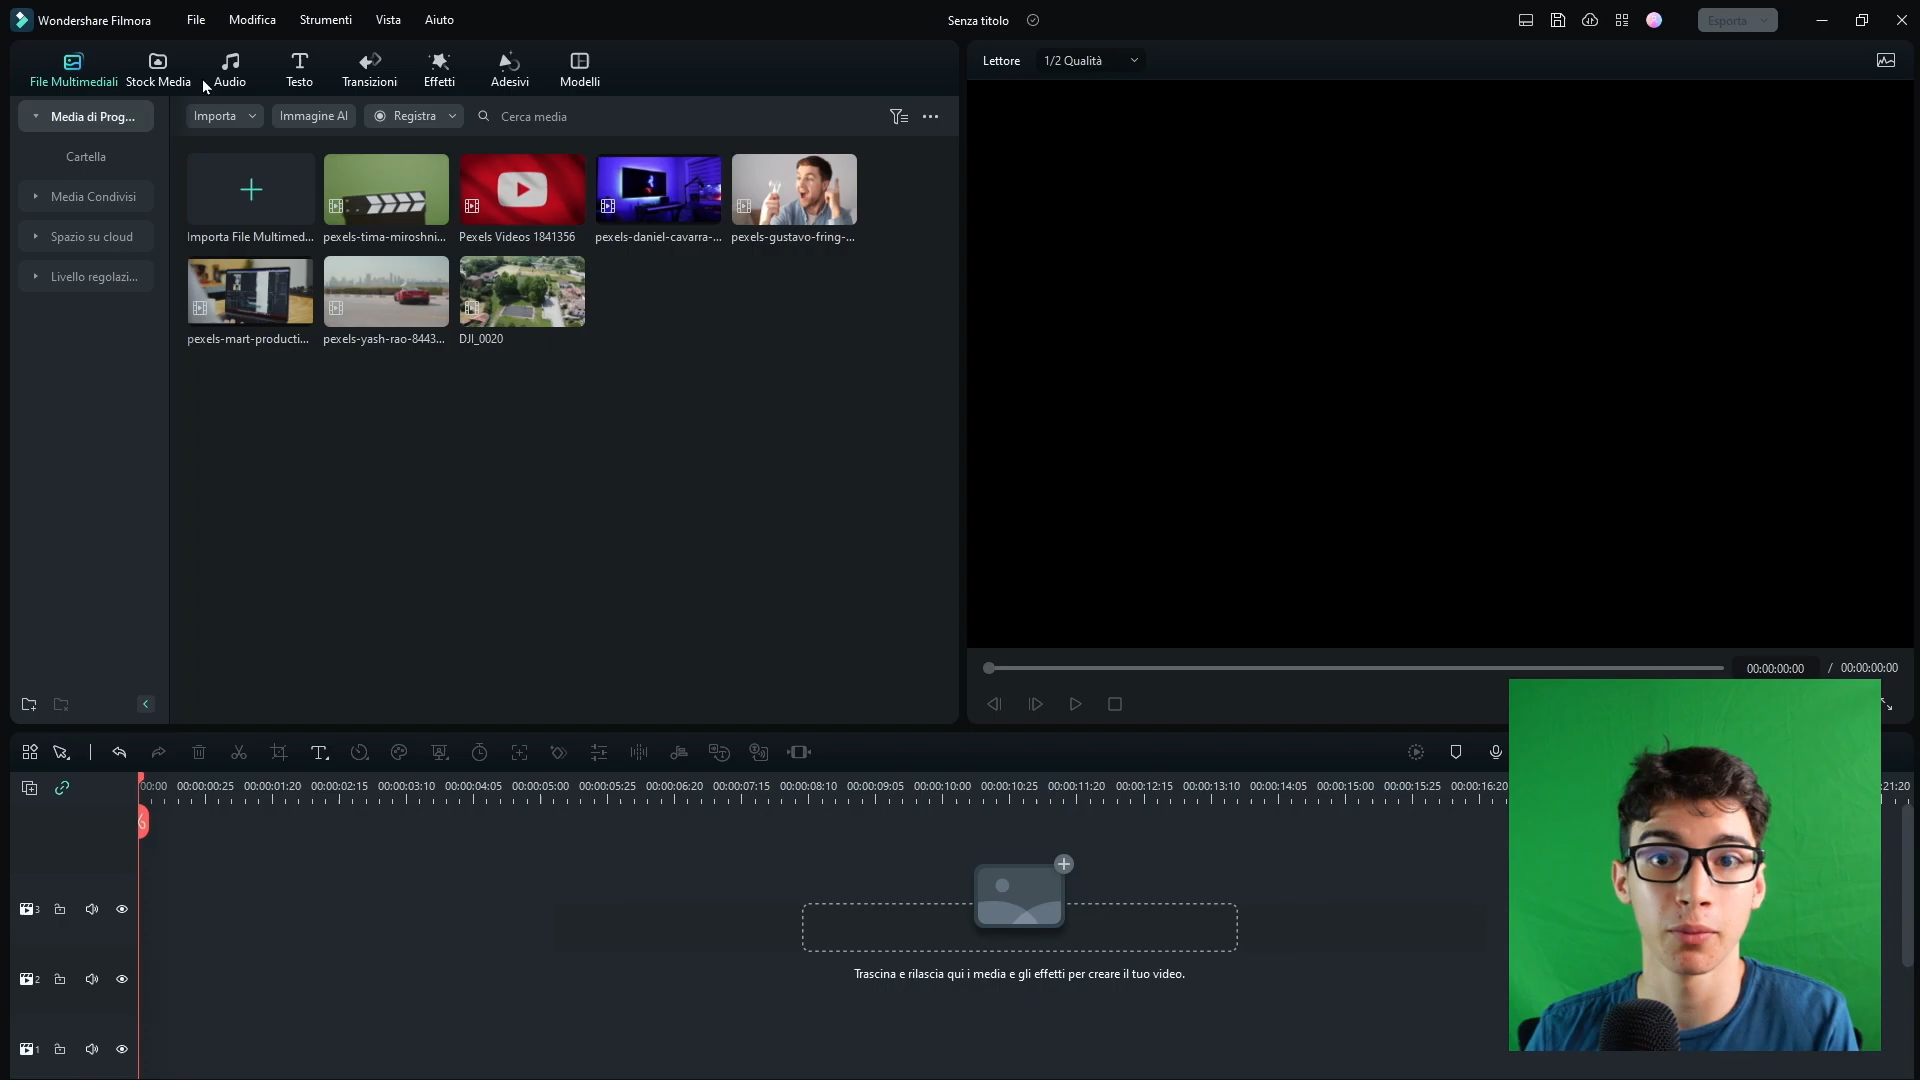 Wondershare Filmora
File
Modifica
Strumenti
Vista
Aiuto
Senza titolo
Esporta
File Multimediali
Stock Media
Audio
Testo
Transizioni
Effetti
Adesivi
Modelli
Lettore
1/2 Qualità
Media di Prog...
Importa
Immagine AI
Registra
Cerca media
Cartella
Media Condivisi
Spazio su cloud
Livello regolazi...
Importa File Multimed...
pexels-tima-miroshni...
Pexels Videos 1841356
pexels-daniel-cavarra-...
pexels-gustavo-fring-...
pexels-mart-producti...
pexels-yash-rao-8443...
DJI_0020
00:00:00:00 / 00:00:00:00
00:00 00:00:00:25 00:00:01:20 00:00:02:15 00:00:03:10 00:00:04:05 00:00:05:00 00:00:05:25 00:00:06:20 00:00:07:15 00:00:08:10 00:00:09:05 00:00:10:00 00:00:10:25 00:00:11:20 00:00:12:15 00:00:13:10 00:00:14:05 00:00:15:00 00:00:15:25 00:00:16:20 :21:20
3
2
Trascina e rilascia qui i media e gli effetti per creare il tuo video.
1